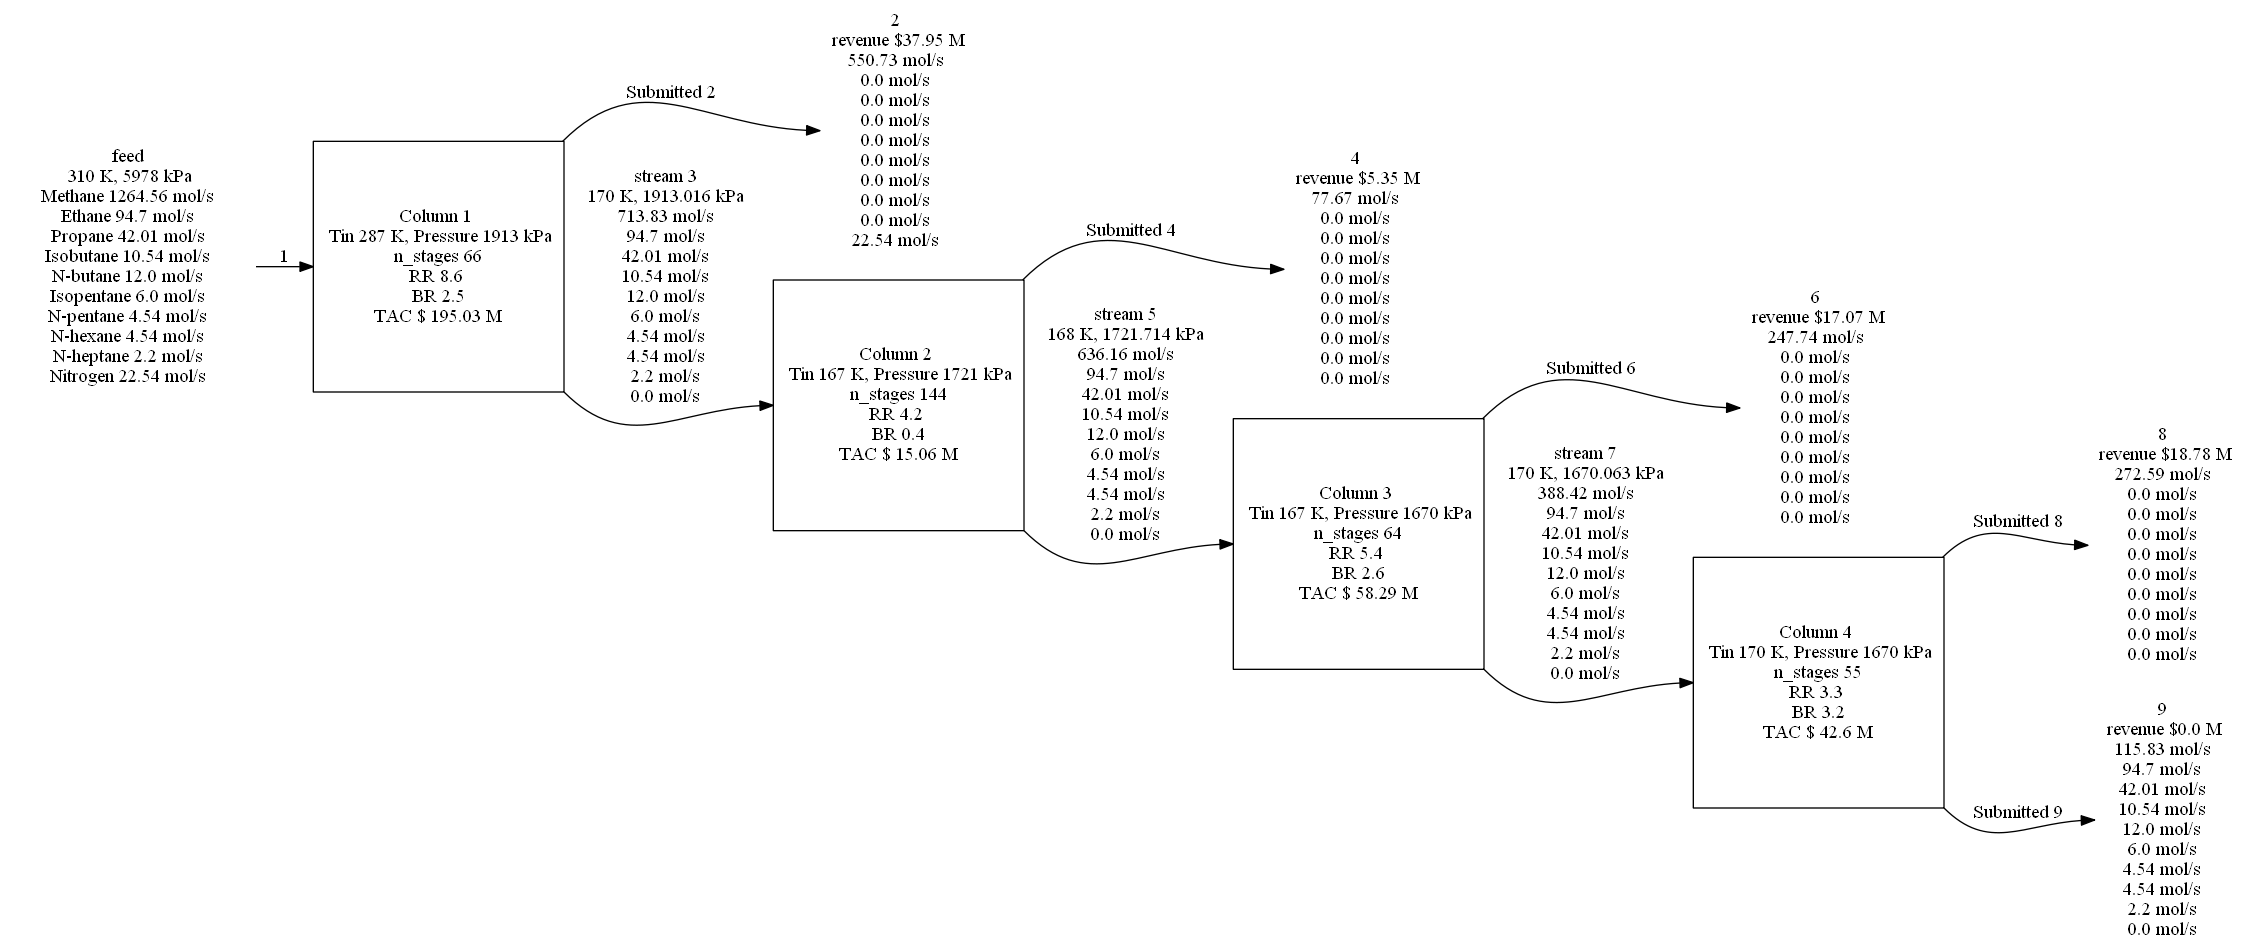 feed
310 K, 5978 kPa
Methane 1264.56 mol/s
Ethane 94.7 mol/s
Propane 42.01 mol/s
Isobutane 10.54 mol/s
N-butane 12.0 mol/s
Isopentane 6.0 mol/s
N-pentane 4.54 mol/s
N-hexane 4.54 mol/s
N-heptane 2.2 mol/s
Nitrogen 22.54 mol/s
1
Column 1
Tin 287 K, Pressure 1913 kPa
n_stages 66
RR 8.6
BR 2.5
TAC $ 195.03 M
Submitted 2
2
revenue $37.95 M
550.73 mol/s
0.0 mol/s
0.0 mol/s
0.0 mol/s
0.0 mol/s
0.0 mol/s
0.0 mol/s
0.0 mol/s
0.0 mol/s
22.54 mol/s
stream 3
170 K, 1913.016 kPa
713.83 mol/s
94.7 mol/s
42.01 mol/s
10.54 mol/s
12.0 mol/s
6.0 mol/s
4.54 mol/s
4.54 mol/s
2.2 mol/s
0.0 mol/s
Column 2
Tin 167 K, Pressure 1721 kPa
n_stages 144
RR 4.2
BR 0.4
TAC $ 15.06 M
Submitted 4
4
revenue $5.35 M
77.67 mol/s
0.0 mol/s
0.0 mol/s
0.0 mol/s
0.0 mol/s
0.0 mol/s
0.0 mol/s
0.0 mol/s
0.0 mol/s
0.0 mol/s
stream 5
168 K, 1721.714 kPa
636.16 mol/s
94.7 mol/s
42.01 mol/s
10.54 mol/s
12.0 mol/s
6.0 mol/s
4.54 mol/s
4.54 mol/s
2.2 mol/s
0.0 mol/s
Column 3
Tin 167 K, Pressure 1670 kPa
n_stages 64
RR 5.4
BR 2.6
TAC $ 58.29 M
Submitted 6
6
revenue $17.07 M
247.74 mol/s
0.0 mol/s
0.0 mol/s
0.0 mol/s
0.0 mol/s
0.0 mol/s
0.0 mol/s
0.0 mol/s
0.0 mol/s
0.0 mol/s
stream 7
170 K, 1670.063 kPa
388.42 mol/s
94.7 mol/s
42.01 mol/s
10.54 mol/s
12.0 mol/s
6.0 mol/s
4.54 mol/s
4.54 mol/s
2.2 mol/s
0.0 mol/s
Column 4
Tin 170 K, Pressure 1670 kPa
n_stages 55
RR 3.3
BR 3.2
TAC $ 42.6 M
Submitted 8
8
revenue $18.78 M
272.59 mol/s
0.0 mol/s
0.0 mol/s
0.0 mol/s
0.0 mol/s
0.0 mol/s
0.0 mol/s
0.0 mol/s
0.0 mol/s
0.0 mol/s
Submitted 9
9
revenue $0.0 M
115.83 mol/s
94.7 mol/s
42.01 mol/s
10.54 mol/s
12.0 mol/s
6.0 mol/s
4.54 mol/s
4.54 mol/s
2.2 mol/s
0.0 mol/s